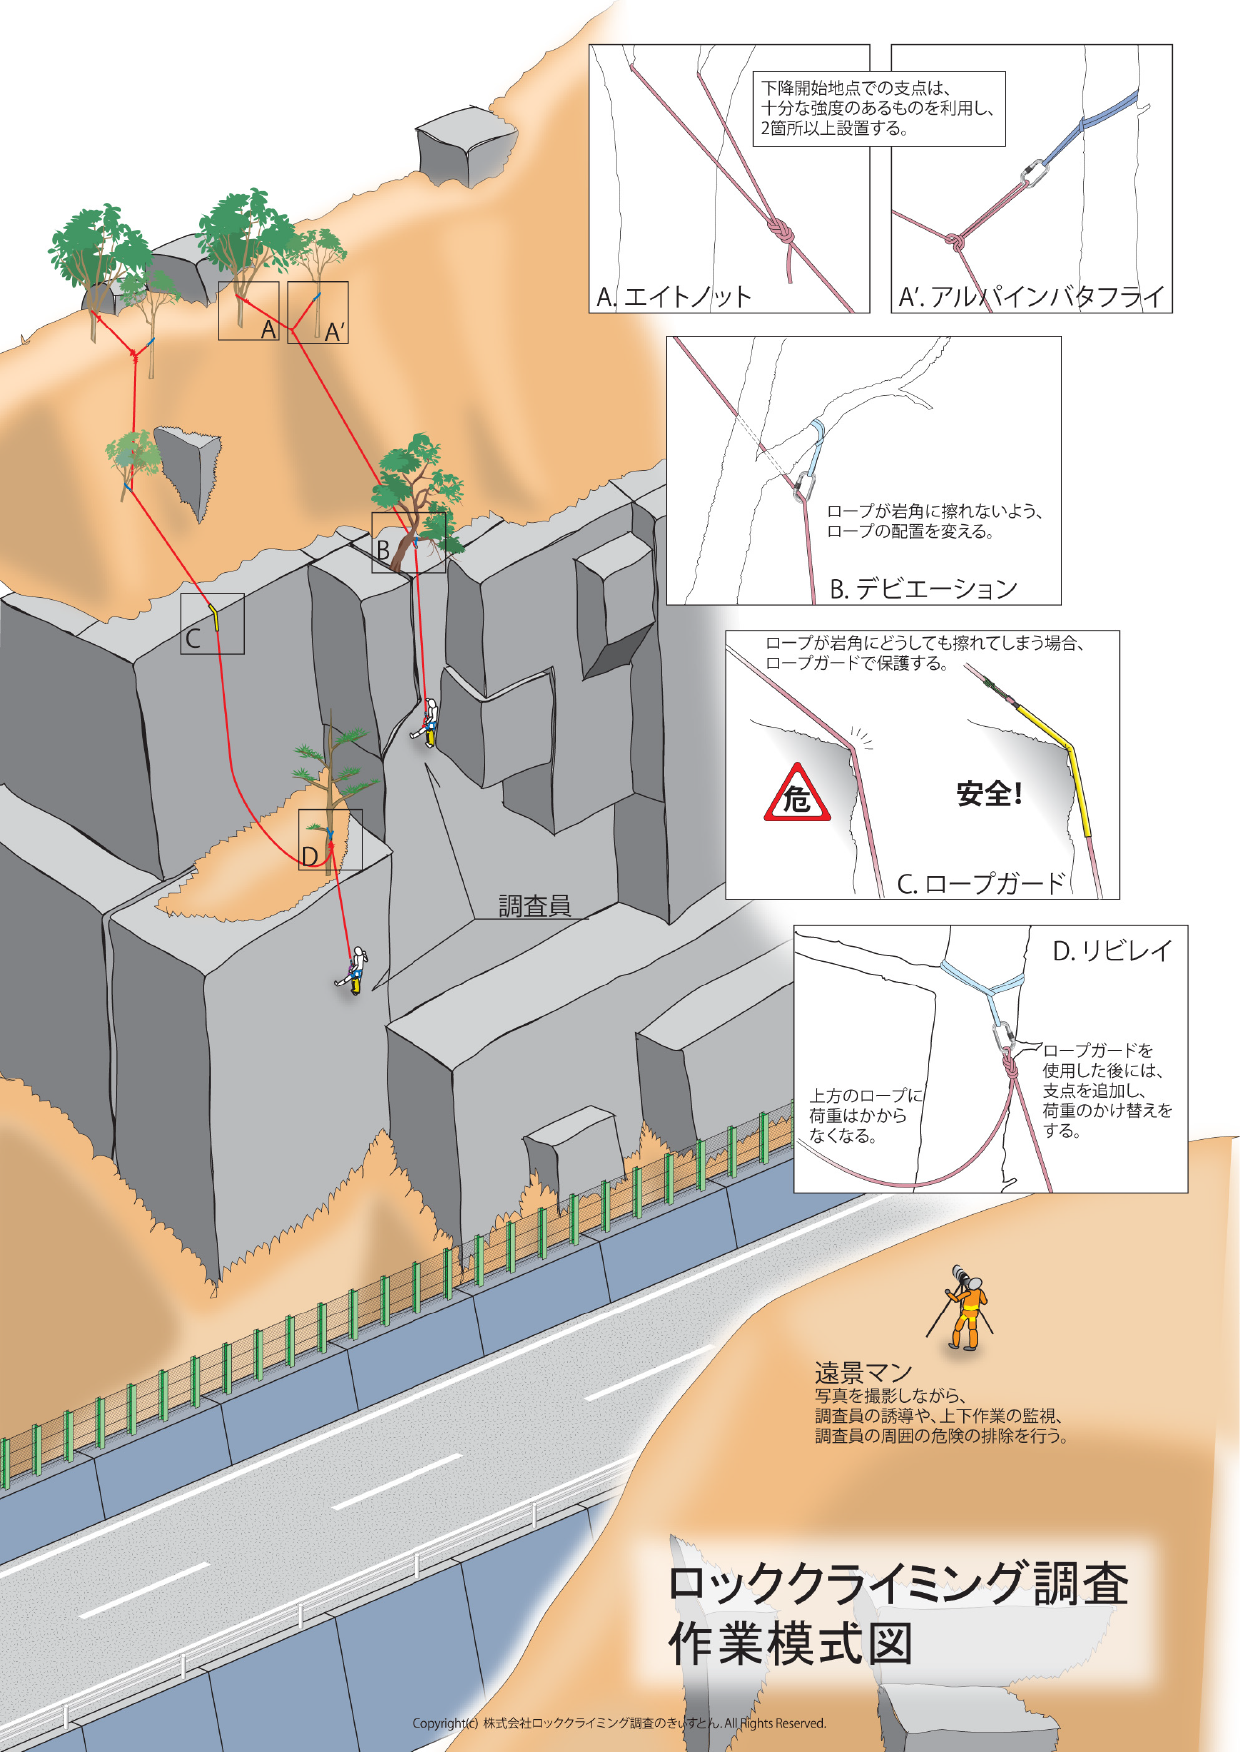 下降開始地点での支点は、
十分な強度のあるものを利用し、
2箇所以上設置する。
A. エイトノット
A′. アルパインバタフライ
A
A′
B
C
D
ロープが岩角に擦れないよう、
ロープの配置を変える。
B. デビエーション
ロープが岩角にどうしても擦れてしまう場合、
ロープガードで保護する。
危
安全!
C. ロープガード
調査員
D. リビレイ
ロープガードを
使用した後には、
支点を追加し、
荷重のかけ替えを
する。
上方のロープに
荷重はかから
なくなる。
遠景マン
写真を撮影しながら、
調査員の誘導や、上下作業の監視、
調査員の周囲の危険の排除を行う。
ロッククライミング調査
作業模式図
Copyright(c) 株式会社ロッククライミング調査のきぃすとん. All Rights Reserved.